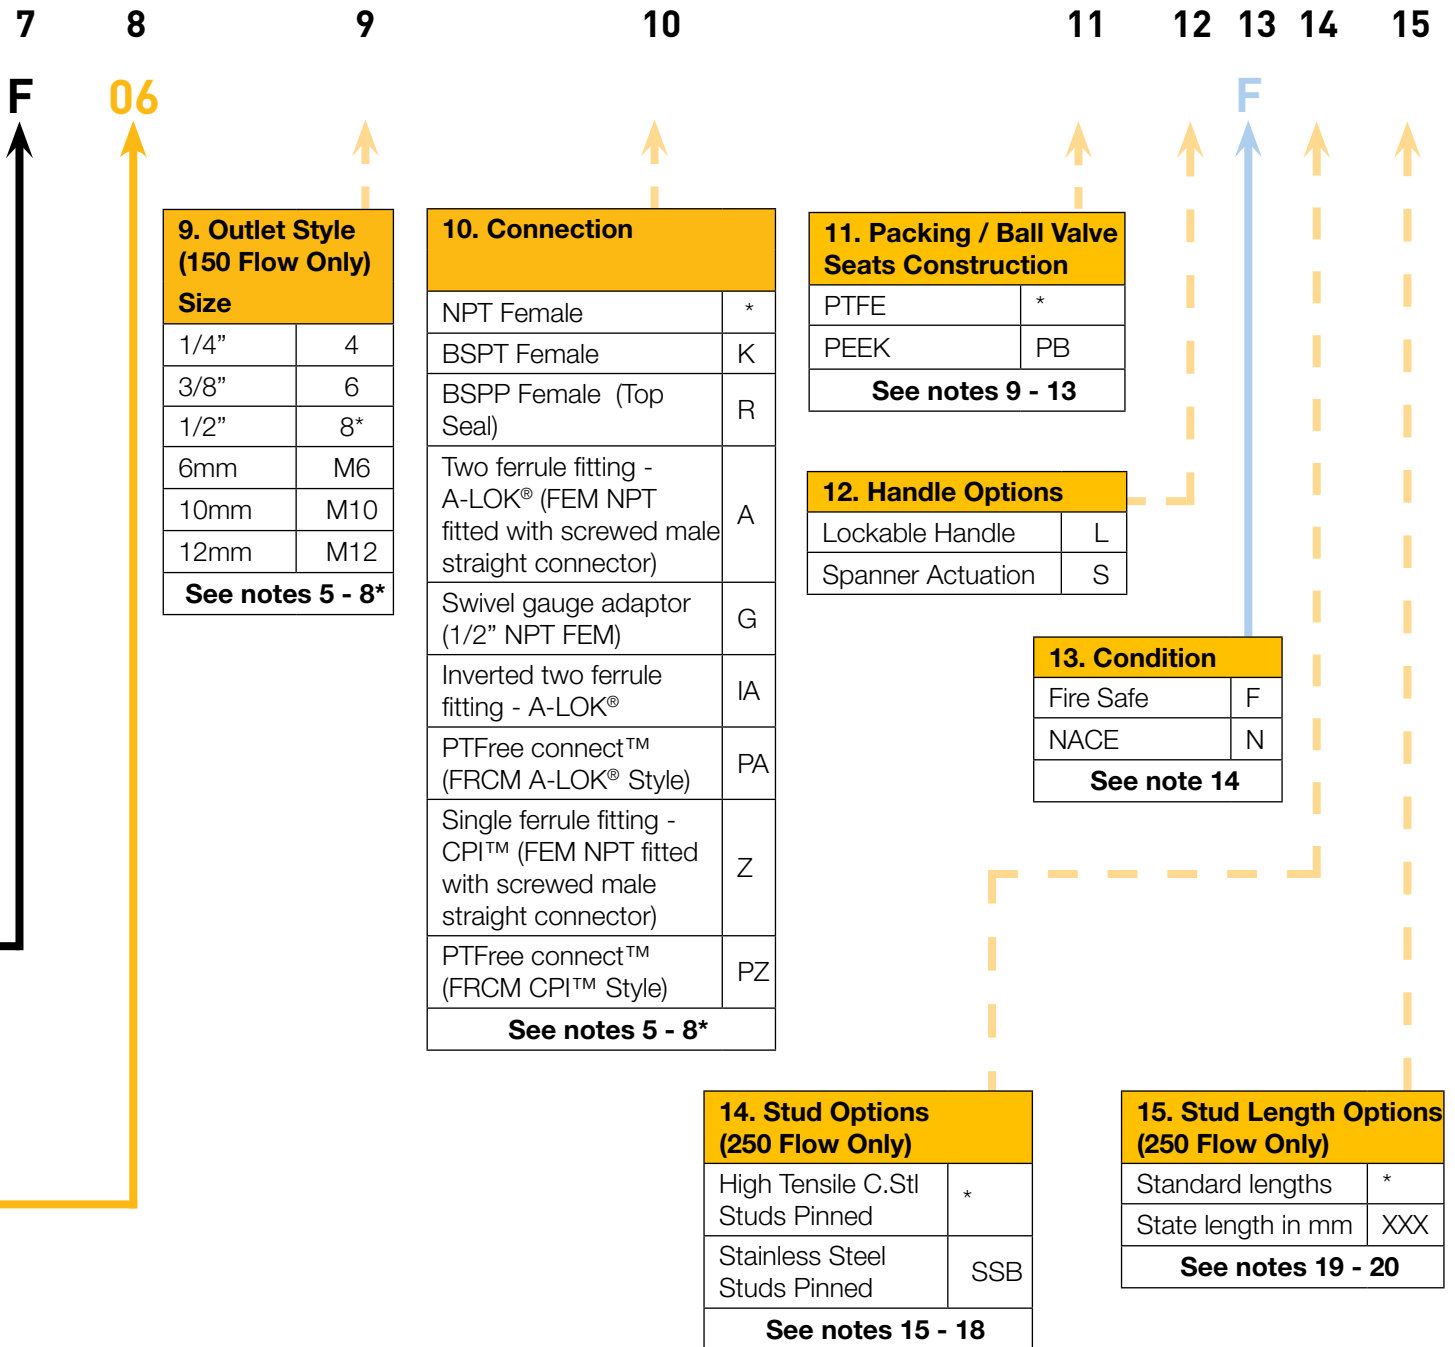 7 8 9 10 11 12 13 14 15
F 06 F
9. Outlet Style
(150 Flow Only)
Size
1/4” 4
3/8” 6
1/2” 8*
6mm M6
10mm M10
12mm M12
See notes 5 - 8*
10. Connection
NPT Female *
BSPT Female K
BSPP Female (Top
Seal) R
Two ferrule fitting -
A-LOK® (FEM NPT
fitted with screwed male
straight connector) A
Swivel gauge adaptor
(1/2” NPT FEM) G
Inverted two ferrule
fitting - A-LOK® IA
PTFree connect™
(FRCM A-LOK® Style) PA
Single ferrule fitting -
CPI™ (FEM NPT fitted
with screwed male
straight connector) Z
PTFree connect™
(FRCM CPI™ Style) PZ
See notes 5 - 8*
11. Packing / Ball Valve
Seats Construction
PTFE *
PEEK PB
See notes 9 - 13
12. Handle Options
Lockable Handle L
Spanner Actuation S
13. Condition
Fire Safe F
NACE N
See note 14
14. Stud Options
(250 Flow Only)
High Tensile C.Stl
Studs Pinned *
Stainless Steel
Studs Pinned SSB
See notes 15 - 18
15. Stud Length Options
(250 Flow Only)
Standard lengths *
State length in mm XXX
See notes 19 - 20